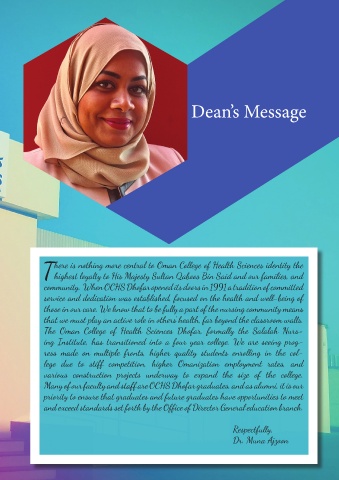 Dean's Message
There is nothing more central to Oman College of Health Sciences identity the
highest loyalty to His Majesty Sultan Qaboos Bin Said and our families, and
community. When OCHS Dhofar opened its doors in 1991 a tradition of committed
service and dedication was established, focused on the health and well-being of
those in our care. We know that to be fully a part of the nursing community means
that we must play an active role in others health, far beyond the classroom walls.
The Oman College of Health Sciences Dhofar, formally the Salalah Nurs-
ing Institute, has transitioned into a four year college. We are seeing prog-
ress made on multiple fronts, higher quality students enrolling in the col-
lege due to stiff competition, higher Omanization employment rates, and
various construction projects underway to expand the size of the college.
Many of our faculty and staff are OCHS Dhofar graduates, and as alumni, it is our
priority to ensure that graduates and future graduates have opportunities to meet
and exceed standards set forth by the Office of Director General education branch.
Respectfully,
Dr. Muna Ajzoon